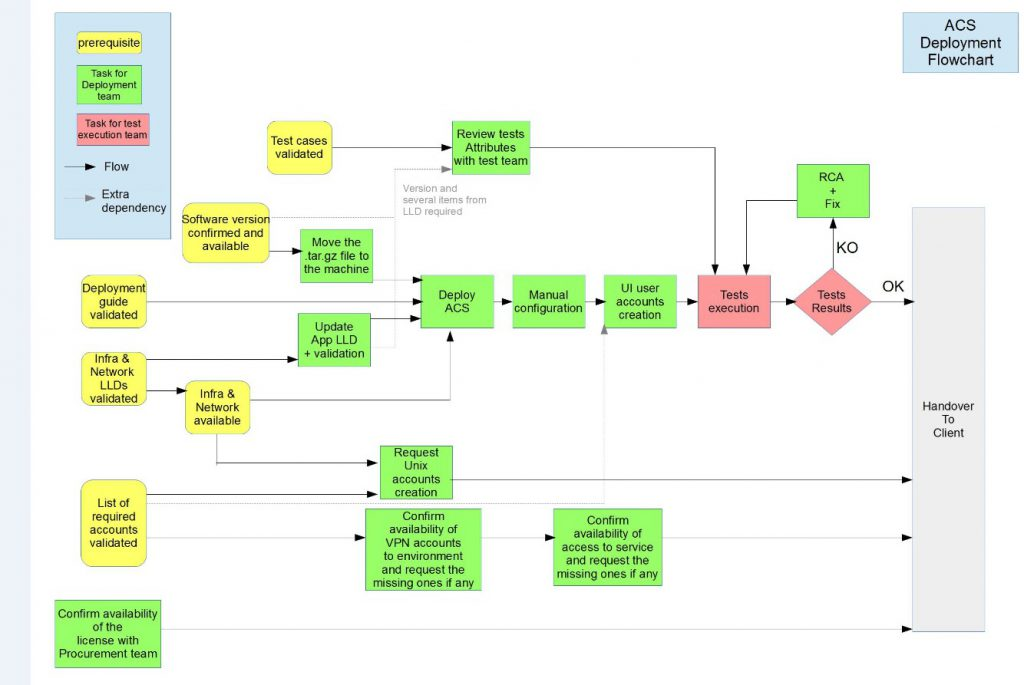 ACS
Deployment
Flowchart
prerequisite
Task for
Deployment
team
Task for test
execution team
Flow
Extra
dependency
Test cases
validated
Review tests
Attributes
with test team
Version and
several items from
LLD required
RCA
+
Fix
Software version
confirmed and
available
Move the
.tar.gz file to
the machine
KO
Deployment
guide
validated
Deploy
ACS
Manual
configuration
UI user
accounts
creation
Tests
execution
Tests
Results
OK
Update
App LLD
+ validation
Infra &
Network
LLDs
validated
Infra &
Network
available
Handover
To
Client
Request
Unix
accounts
creation
List of
required
accounts
validated
Confirm
availability of
VPN accounts
to environment
and request the
missing ones if any
Confirm
availability of
access to service
and request the
missing ones if any
Confirm availability
of the
license with
Procurement team